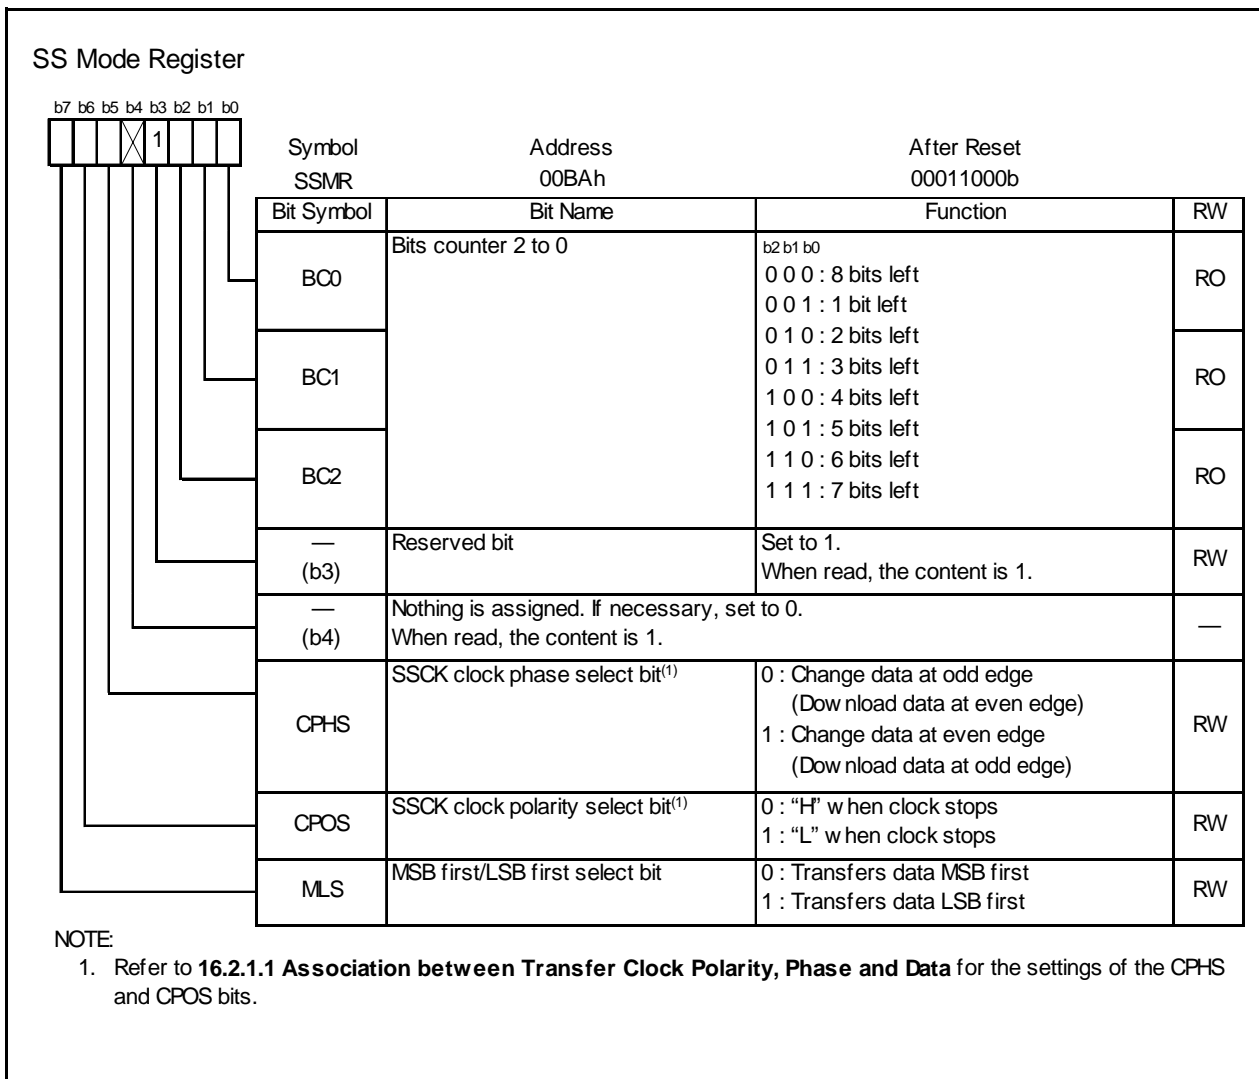 SS Mode Register
b7 b6 b5 b4 b3 b2 b1 b0
1
Symbol Address After Reset
SSMR 00BAh 00011000b
Bit Symbol Bit Name Function RW
BC0 Bits counter 2 to 0 b2 b1 b0
0 0 0 : 8 bits left RO
0 0 1 : 1 bit left
0 1 0 : 2 bits left
BC1 0 1 1 : 3 bits left RO
1 0 0 : 4 bits left
1 0 1 : 5 bits left
BC2 1 1 0 : 6 bits left RO
1 1 1 : 7 bits left
— Reserved bit Set to 1. RW
(b3) When read, the content is 1.
— Nothing is assigned. If necessary, set to 0. —
(b4) When read, the content is 1.
SSCK clock phase select bit(1) 0 : Change data at odd edge
(Download data at even edge)
CPHS 1 : Change data at even edge RW
(Download data at odd edge)
CPOS SSCK clock polarity select bit(1) 0 : “H” when clock stops RW
1 : “L” when clock stops
MLS MSB first/LSB first select bit 0 : Transfers data MSB first RW
1 : Transfers data LSB first
NOTE:
1. Refer to 16.2.1.1 Association between Transfer Clock Polarity, Phase and Data for the settings of the CPHS
and CPOS bits.